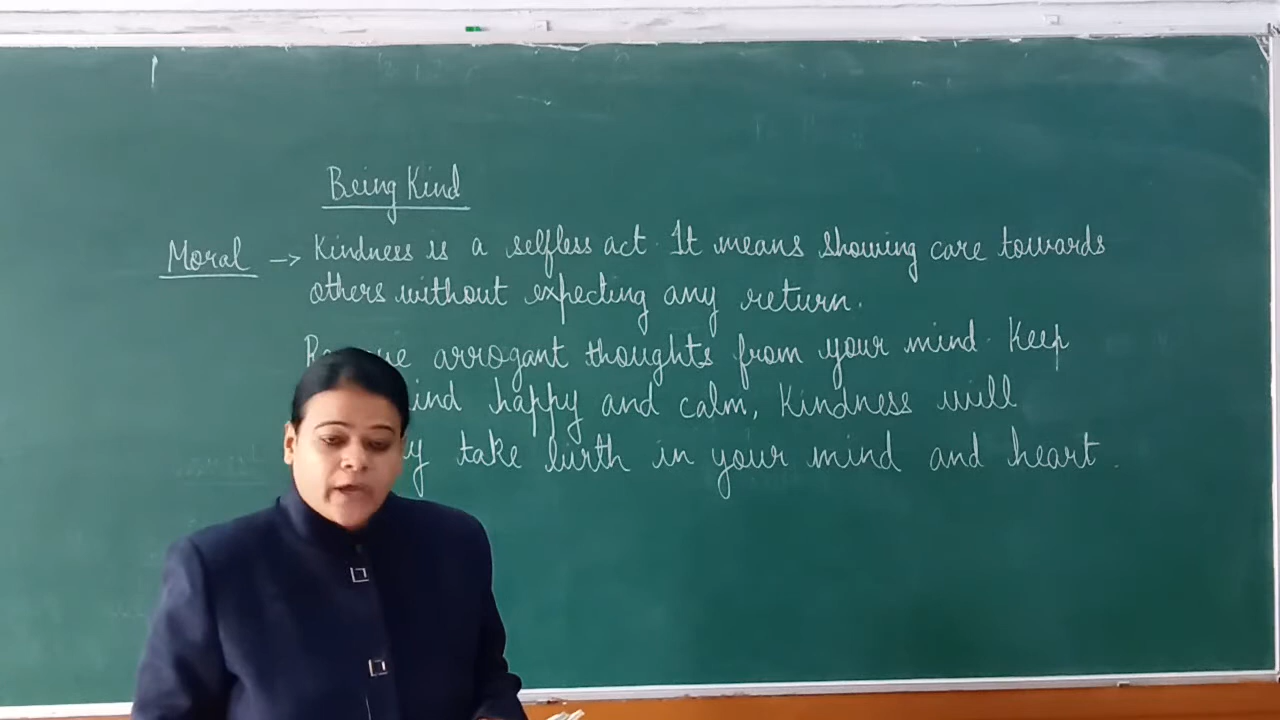 Being Kind
Moral -> Kindness is a selfless act. It means showing care towards
others without expecting any return.
arrogant thoughts from your mind. Keep
happy and calm, Kindness will
take birth in your mind and heart.